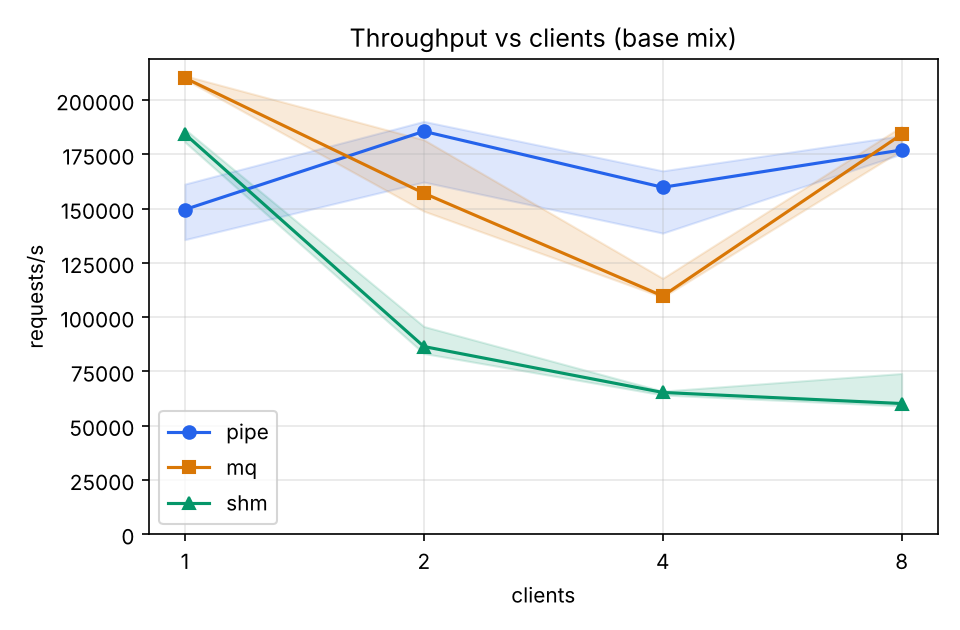 Throughput vs clients (base mix)
requests/s
200000
175000
150000
125000
100000
75000
50000
25000
0
pipe
mq
shm
1 2 4 8
clients